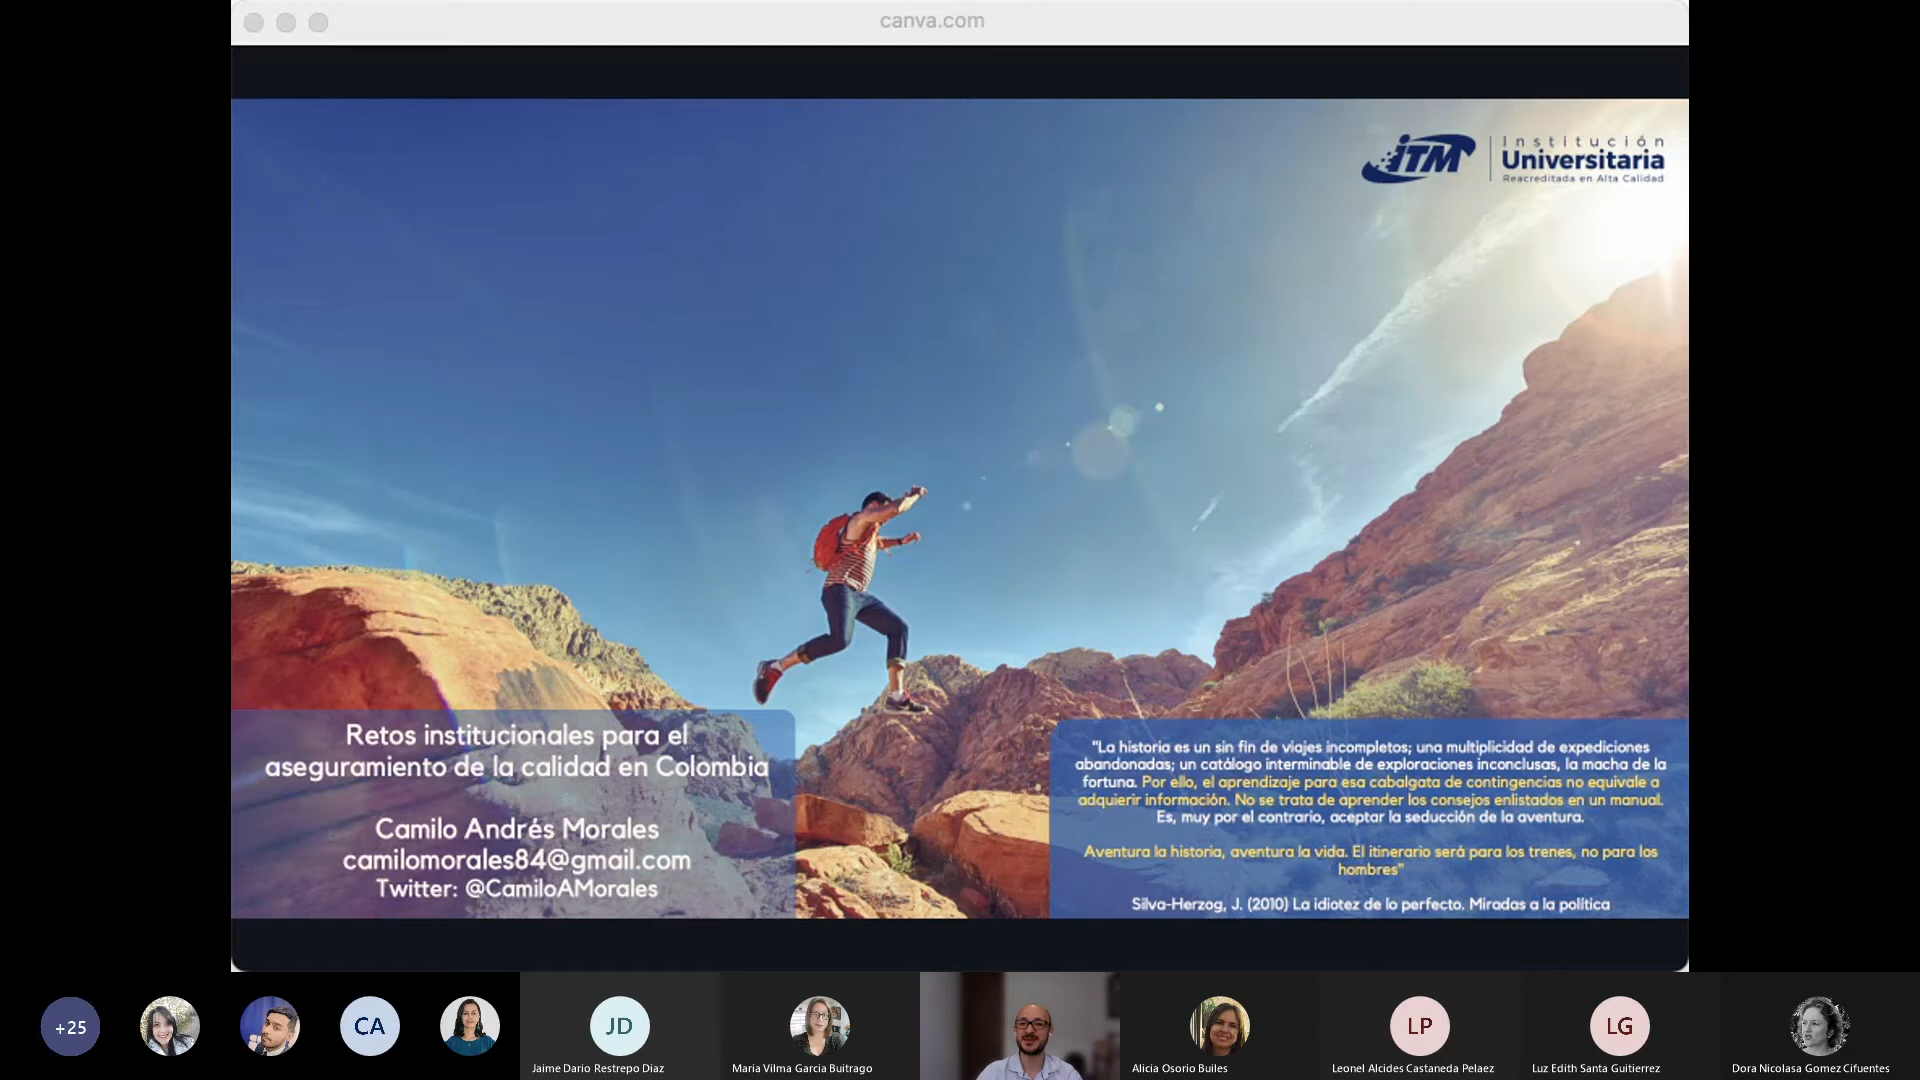 canva.com
iTM
Institución
Universitaria
Reacreditada en Alta Calidad
Retos institucionales para el
aseguramiento de la calidad en Colombia
Camilo Andrés Morales
camilomorales84@gmail.com
Twitter: @CamiloAMorales
"La historia es un sin fin de viajes incompletos; una multiplicidad de expediciones
abandonadas; un catálogo interminable de exploraciones inconclusas, la macha de la
fortuna. Por ello, el aprendizaje para esa cabalgata de contingencias no equivale a
adquierir información. No se trata de aprender los consejos enlistados en un manual.
Es, muy por el contrario, aceptar la seducción de la aventura.
Aventura la historia, aventura la vida. El itinerario será para los trenes, no para los
hombres"
Silva-Herzog, J. (2010) La idiotez de lo perfecto. Miradas a la política
+25
CA
JD
LP
LG
Jaime Dario Restrepo Diaz
Maria Vilma Garcia Buitrago
Alicia Osorio Builes
Leonel Alcides Castaneda Pelaez
Luz Edith Santa Guitierrez
Dora Nicolasa Gomez Cifuentes